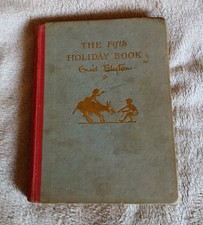 THE Fifth
HOLIDAY BOOK
Enid Blyton